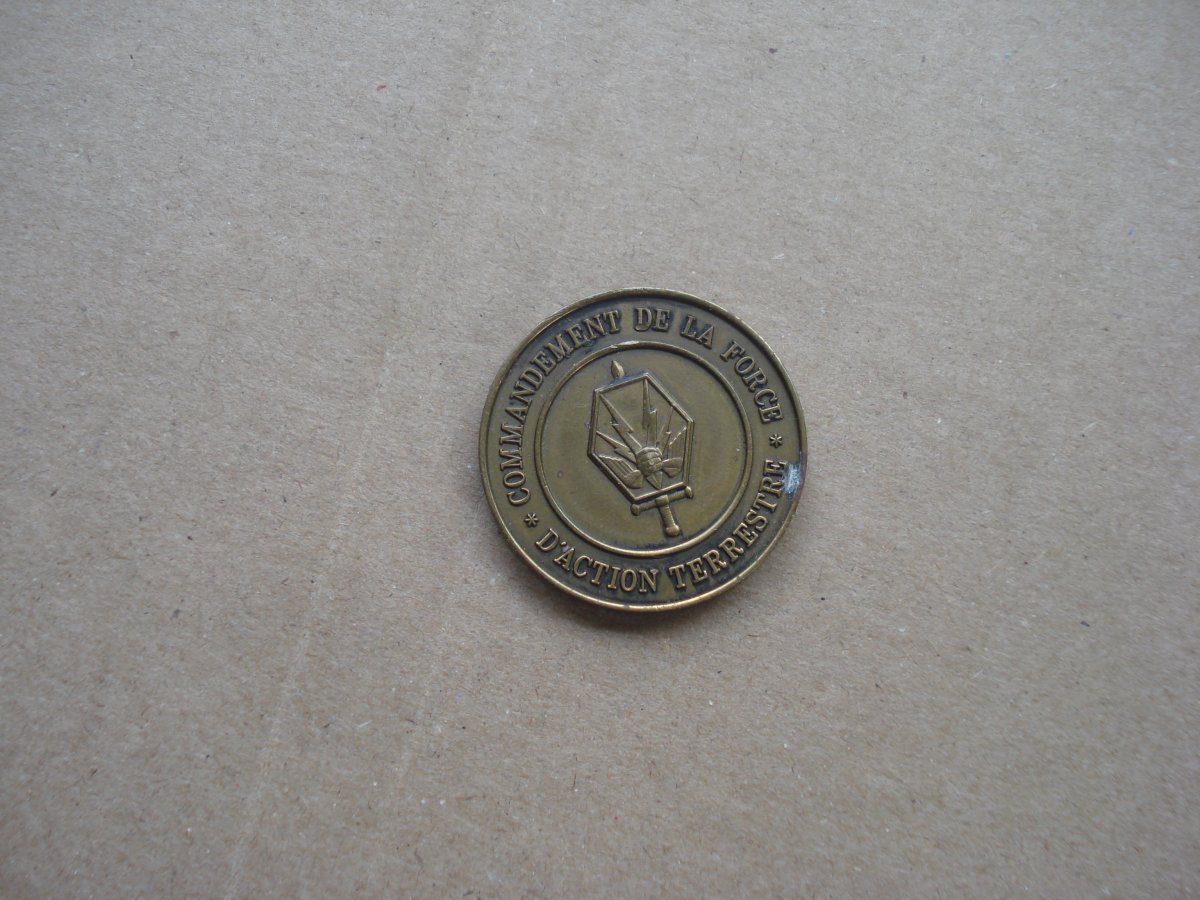 COMMANDEMENT DE LA FORCE
* D'ACTION TERRESTRE *